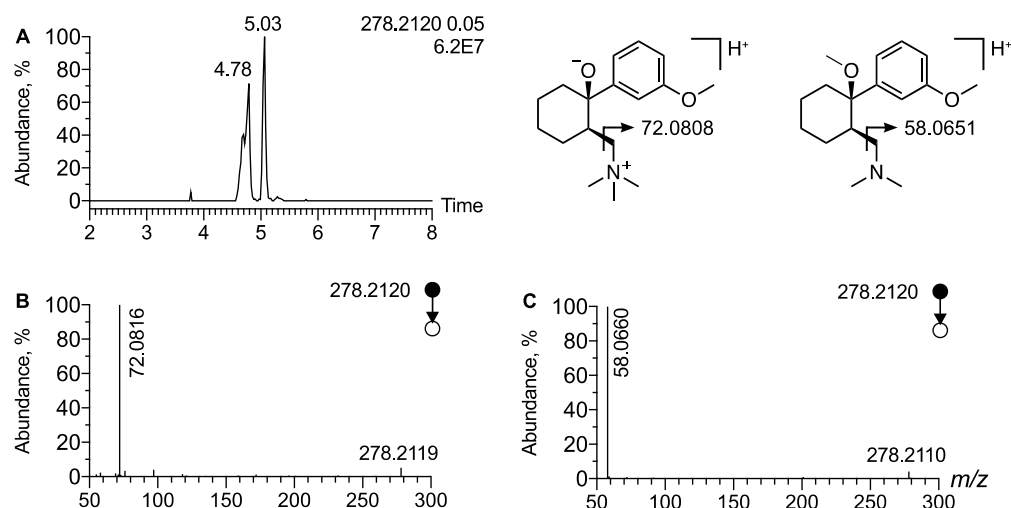 A
Abundance, %
100
80
60
40
20
0
2 3 4 5 6 7 8
Time
4.78
5.03
278.2120 0.05
6.2E7
−O
O
N+
H+
72.0808
O
O
N
H+
58.0651
B
Abundance, %
100
80
60
40
20
0
50 100 150 200 250 300
72.0816
278.2120
278.2119
C
Abundance, %
100
80
60
40
20
0
50 100 150 200 250 300
m/z
58.0660
278.2120
278.2110